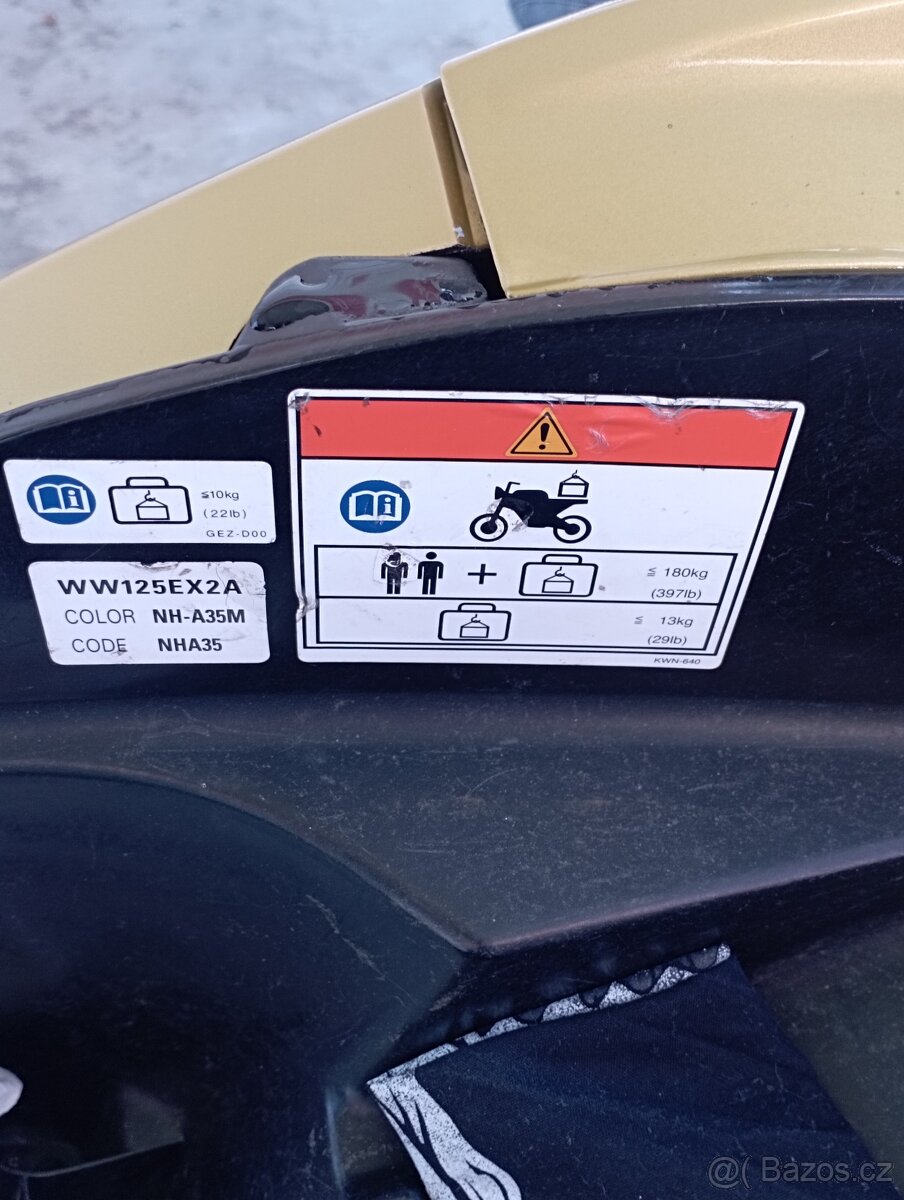 ≦10kg
(22lb)
GEZ-D00
WW125EX2A
COLOR NH-A35M
CODE NHA35
≦ 180kg
(397lb)
≦ 13kg
(29lb)
KWN-640
@( Bazos.cz